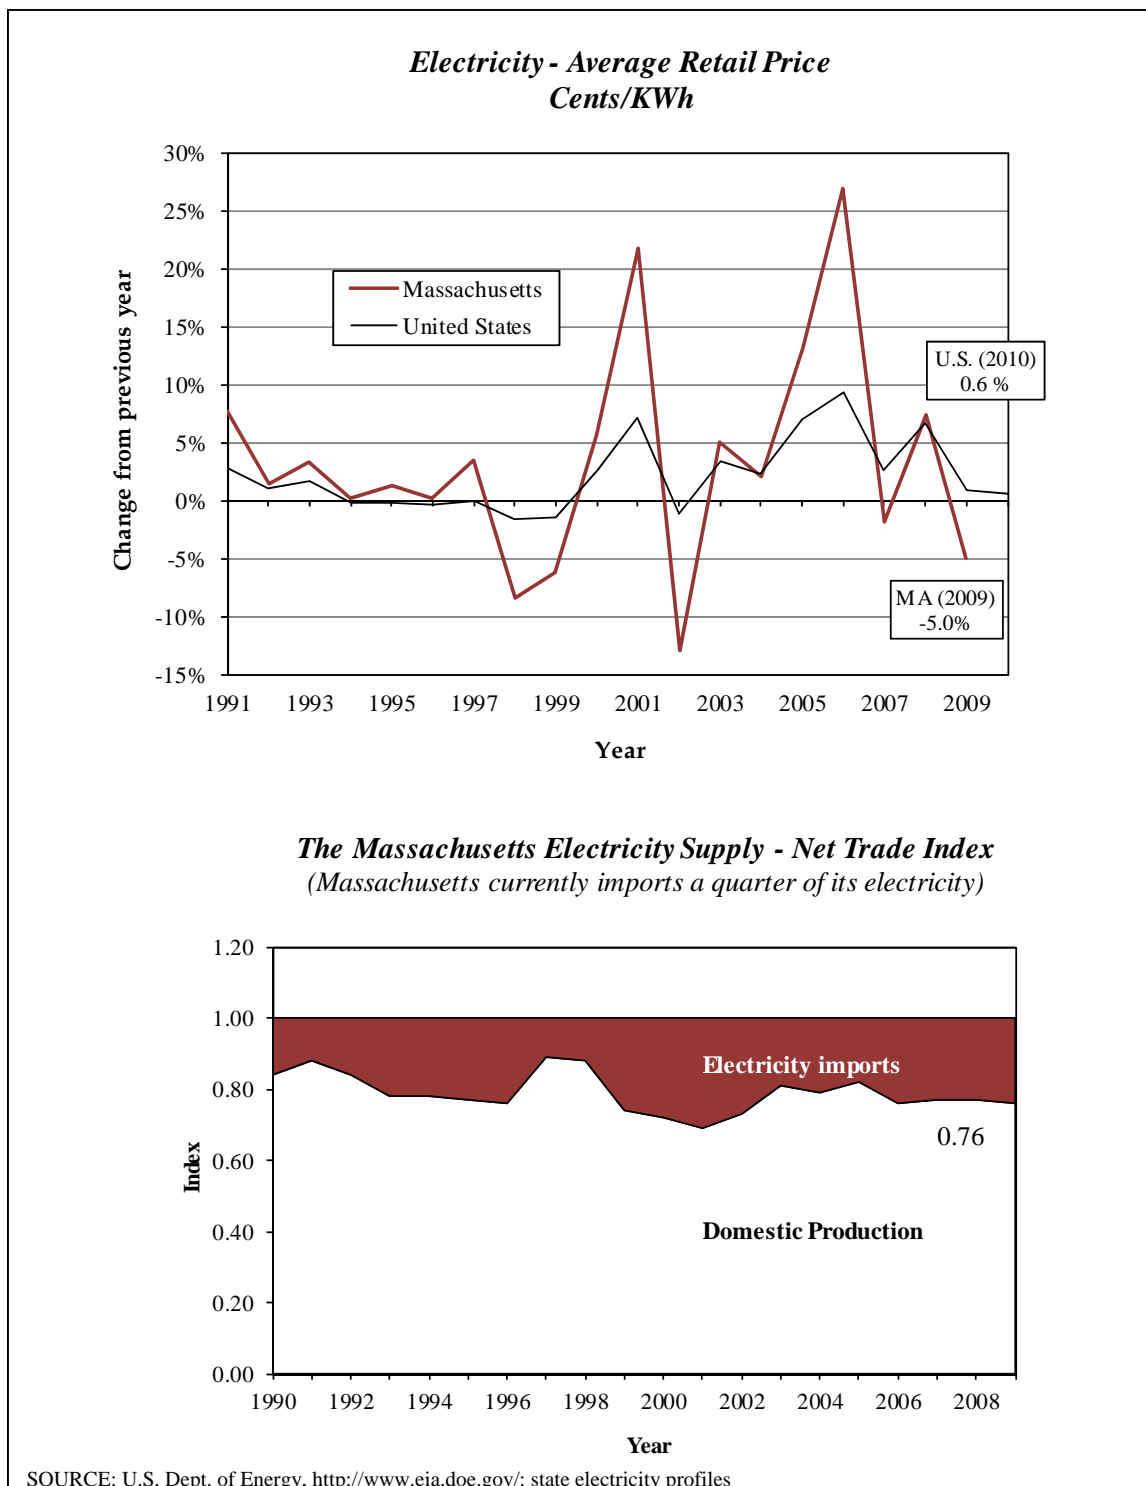 Electricity - Average Retail Price
Cents/KWh
30%
25%
20%
15%
10%
5%
0%
-5%
-10%
-15%
Change from previous year
Massachusetts
United States
U.S. (2010)
0.6 %
MA (2009)
-5.0%
1991 1993 1995 1997 1999 2001 2003 2005 2007 2009
Year
The Massachusetts Electricity Supply - Net Trade Index
(Massachusetts currently imports a quarter of its electricity)
1.20
1.00
0.80
0.60
0.40
0.20
0.00
Index
Electricity imports
0.76
Domestic Production
1990 1992 1994 1996 1998 2000 2002 2004 2006 2008
Year
SOURCE: U.S. Dept. of Energy, http://www.eia.doe.gov/: state electricity profiles